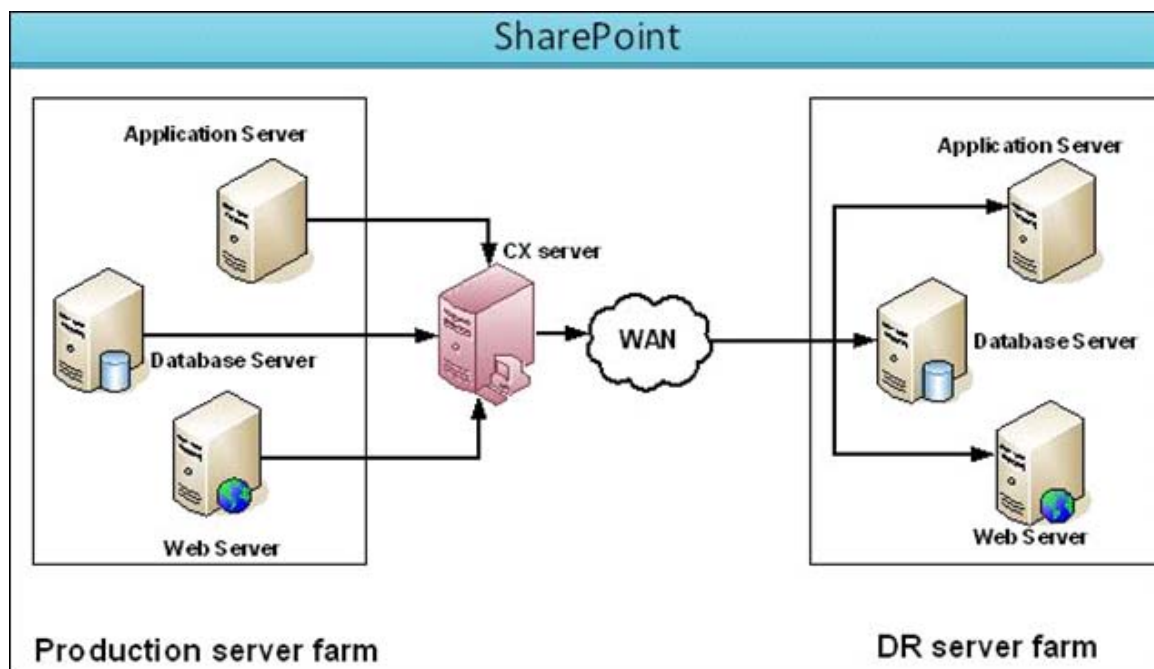 SharePoint
Application Server
CX server
Database Server
Web Server
Production server farm
WAN
Application Server
Database Server
Web Server
DR server farm